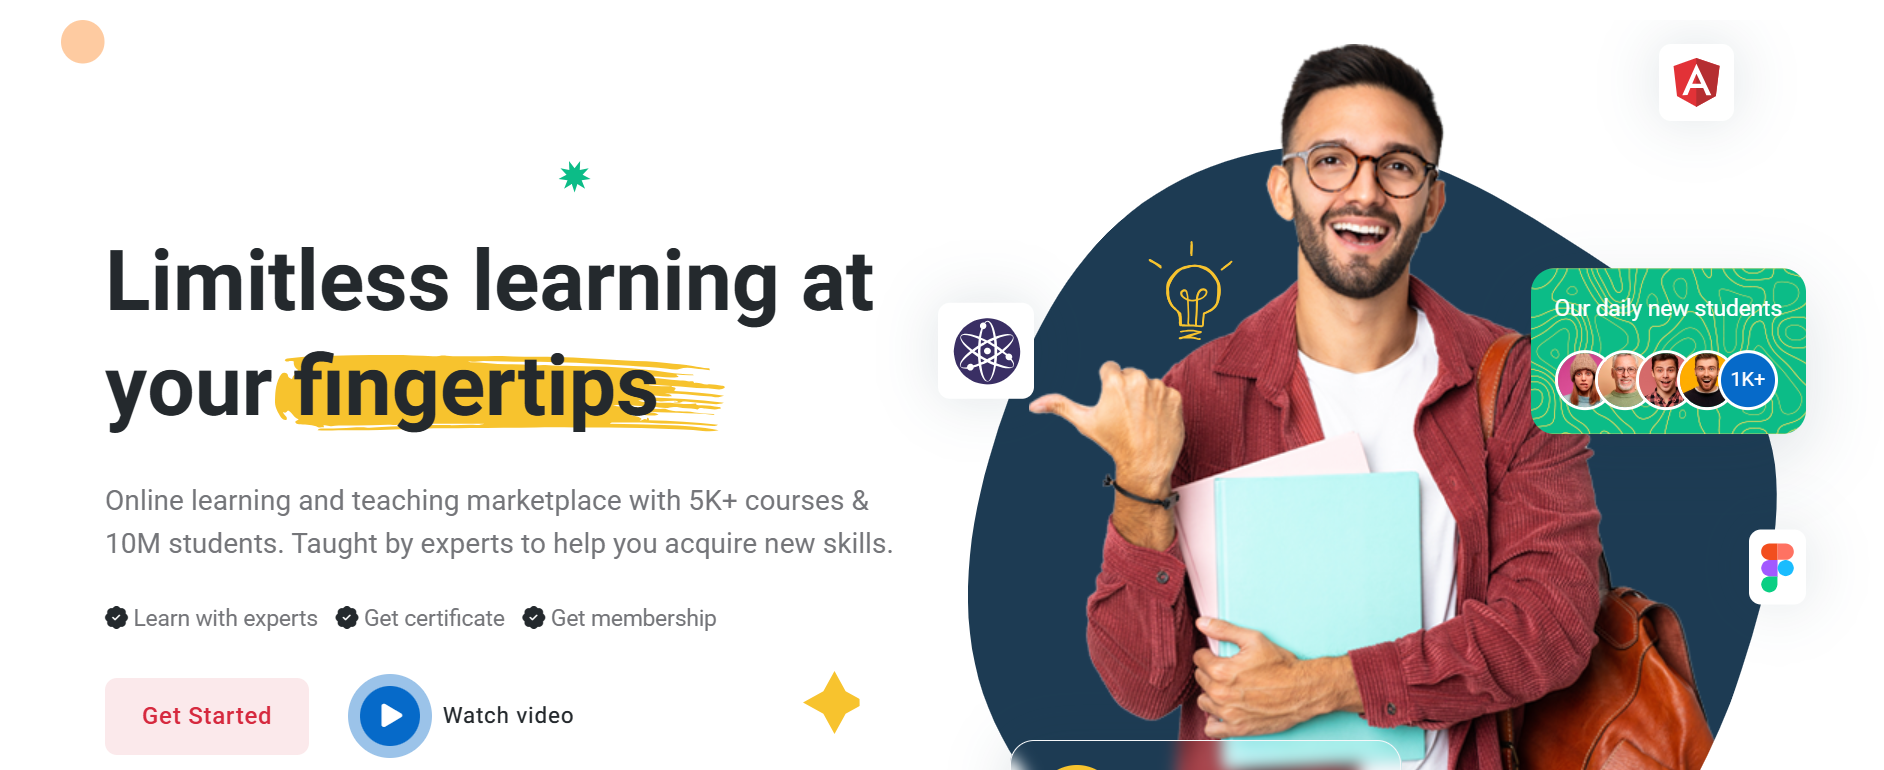 Limitless learning at
your fingertips
Online learning and teaching marketplace with 5K+ courses &
10M students. Taught by experts to help you acquire new skills.
Learn with experts Get certificate Get membership
Get Started Watch video
Our daily new students
1K+